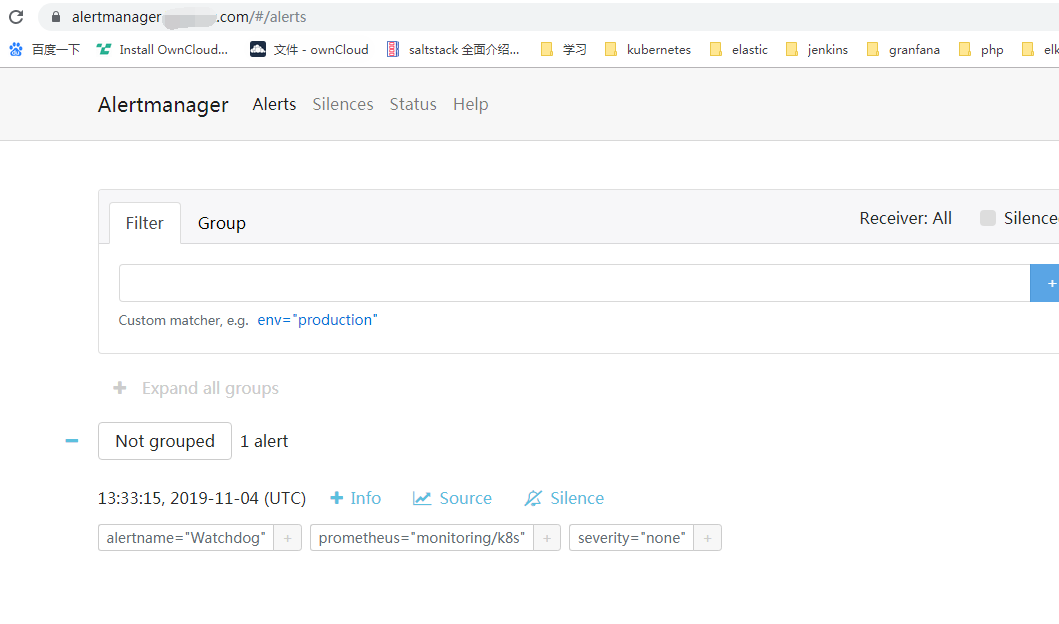 alertmanager .com/#/alerts
百度一下 Install OwnCloud... 文件 - ownCloud saltstack 全面介绍... 学习 kubernetes elastic jenkins granfana php elk
Alertmanager Alerts Silences Status Help
Filter Group Receiver: All Silence
+
Custom matcher, e.g. env="production"
+ Expand all groups
− Not grouped 1 alert
13:33:15, 2019-11-04 (UTC) + Info Source Silence
alertname="Watchdog" + prometheus="monitoring/k8s" + severity="none" +